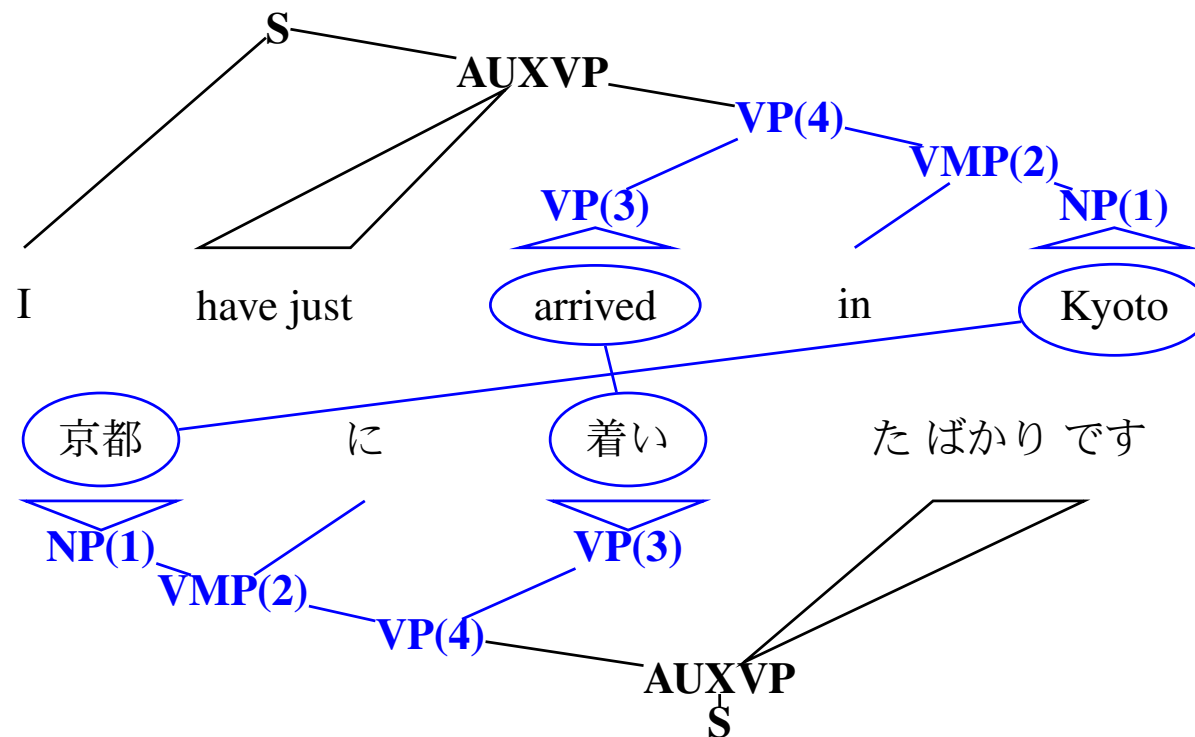 S
AUXVP
VP(4)
VMP(2)
VP(3) NP(1)
I have just arrived in Kyoto
京都 に 着い た ばかり です
NP(1) VP(3)
VMP(2)
VP(4)
AUXVP
S